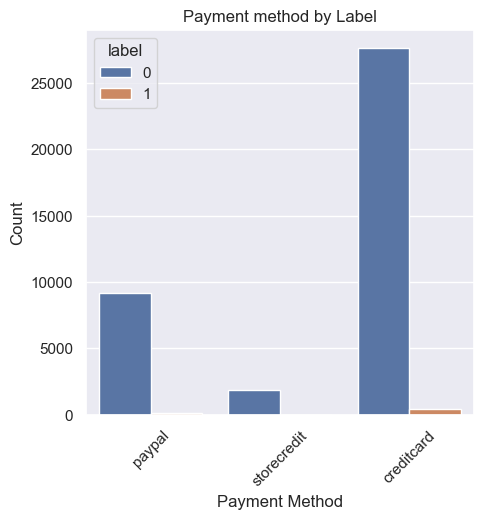 Payment method by Label
label
0
1
25000
20000
15000
10000
5000
0
Count
paypal
storecredit
creditcard
Payment Method